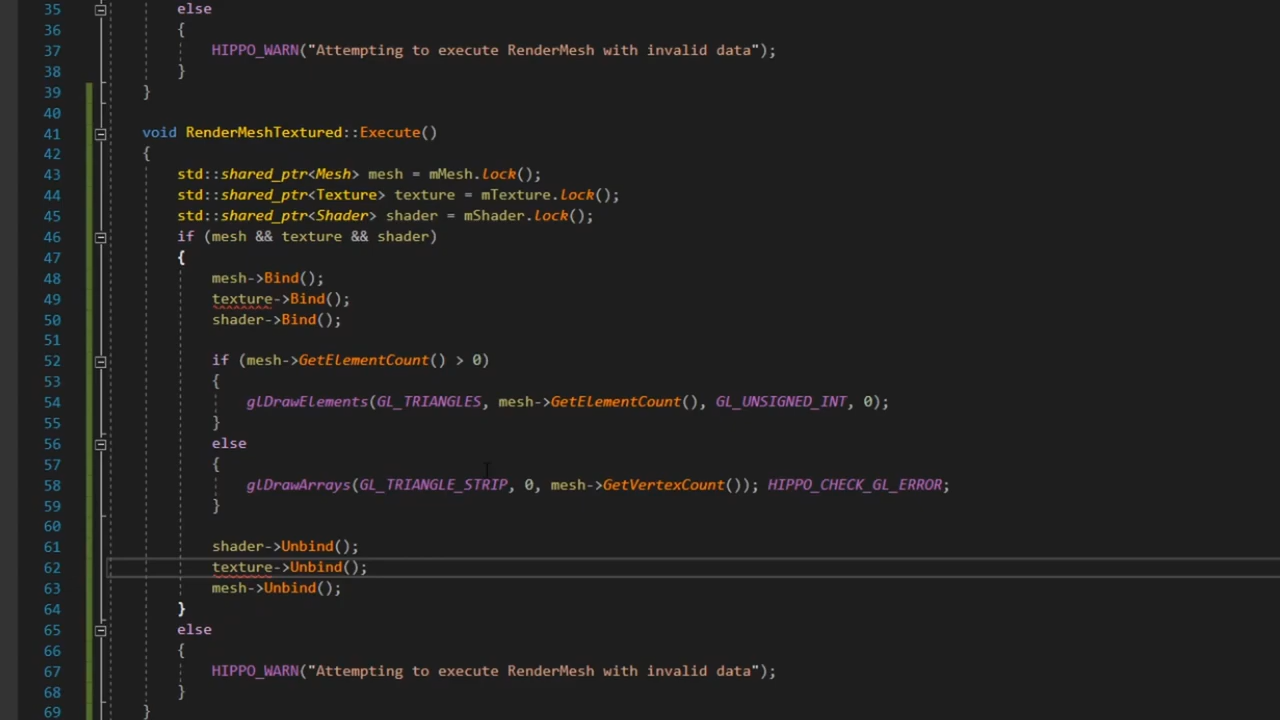 35 else
36 {
37 HIPPO_WARN("Attempting to execute RenderMesh with invalid data");
38 }
39 }
40
41 void RenderMeshTextured::Execute()
42 {
43 std::shared_ptr<Mesh> mesh = mMesh.lock();
44 std::shared_ptr<Texture> texture = mTexture.lock();
45 std::shared_ptr<Shader> shader = mShader.lock();
46 if (mesh && texture && shader)
47 {
48 mesh->Bind();
49 texture->Bind();
50 shader->Bind();
51
52 if (mesh->GetElementCount() > 0)
53 {
54 glDrawElements(GL_TRIANGLES, mesh->GetElementCount(), GL_UNSIGNED_INT, 0);
55 }
56 else
57 {
58 glDrawArrays(GL_TRIANGLE_STRIP, 0, mesh->GetVertexCount()); HIPPO_CHECK_GL_ERROR;
59 }
60
61 shader->Unbind();
62 texture->Unbind();
63 mesh->Unbind();
64 }
65 else
66 {
67 HIPPO_WARN("Attempting to execute RenderMesh with invalid data");
68 }
69 }